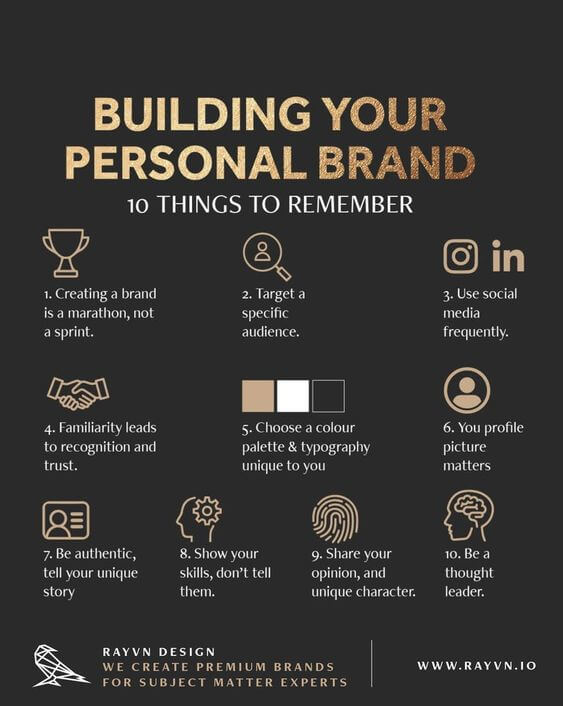 BUILDING YOUR
PERSONAL BRAND
10 THINGS TO REMEMBER
in
1. Creating a brand
is a marathon, not
a sprint.
2. Target a
specific
audience.
3. Use social
media
frequently.
4. Familiarity leads
to recognition and
trust.
5. Choose a colour
palette & typography
unique to you
6. You profile
picture
matters
7. Be authentic,
tell your unique
story
8. Show your
skills, don't tell
them.
9. Share your
opinion, and
unique character.
10. Be a
thought
leader.
RAYVN DESIGN
WE CREATE PREMIUM BRANDS
FOR SUBJECT MATTER EXPERTS
WWW.RAYVN.IO